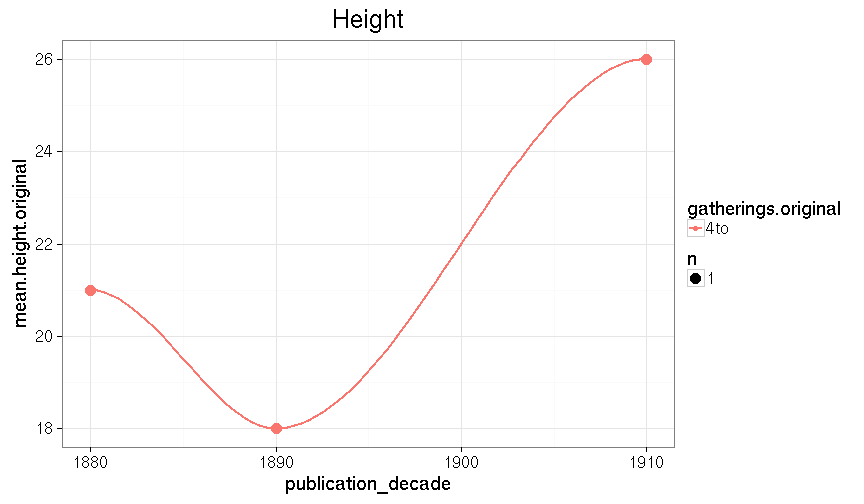 Height
mean.height.original
26
24
22
20
18
1880
1890
1900
1910
publication_decade
gatherings.original
4to
n
1